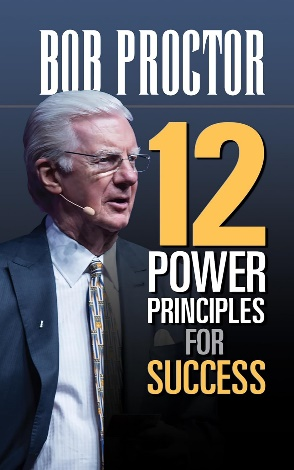 BOB PROCTOR
12
POWER
PRINCIPLES
FOR
SUCCESS